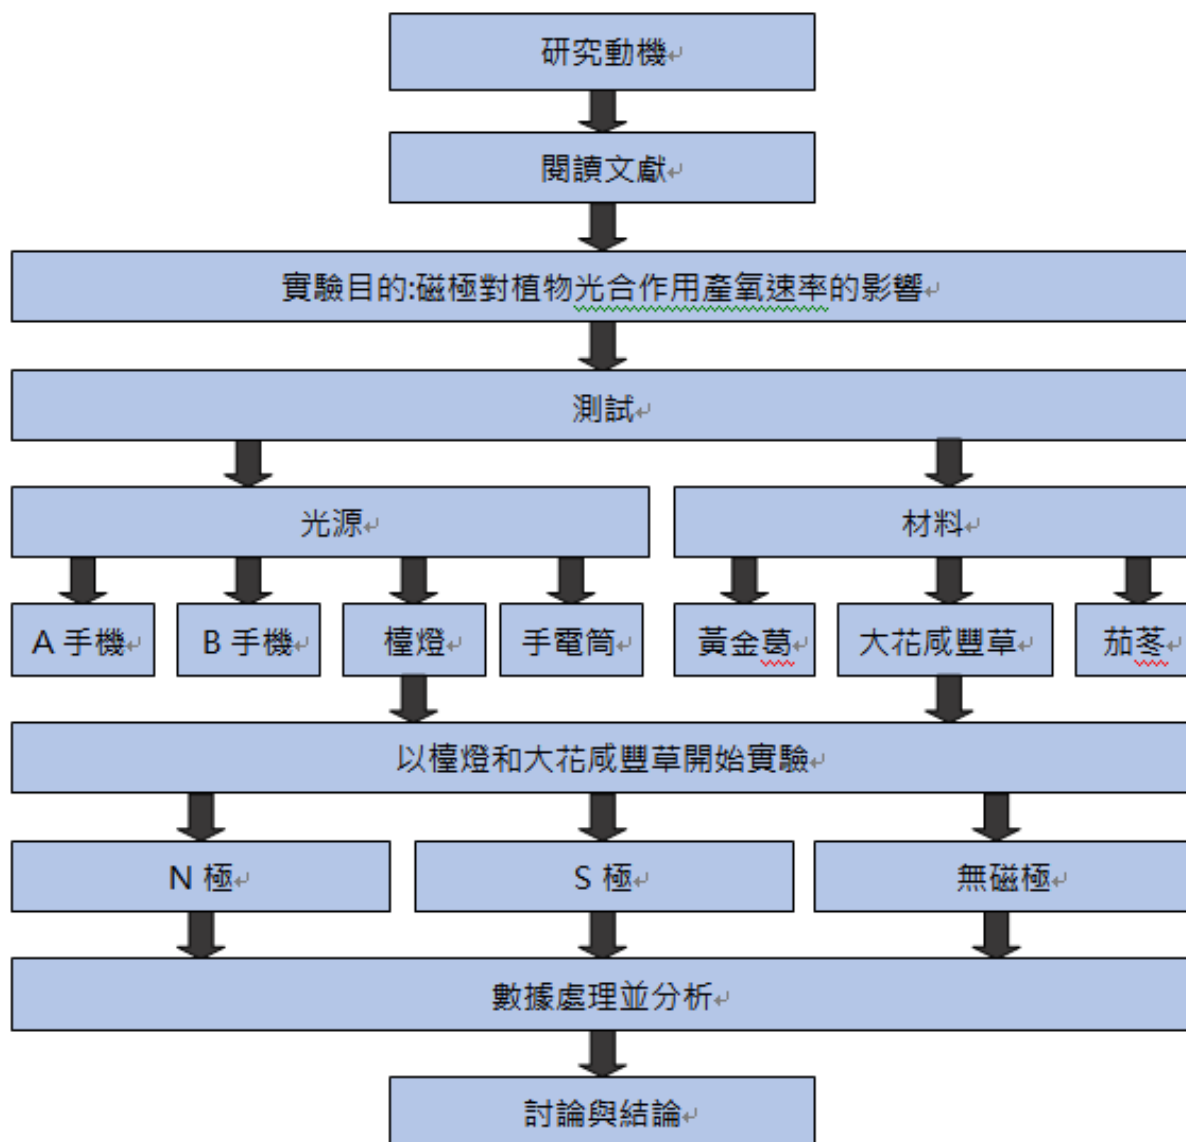 研究動機
閱讀文獻
實驗目的:磁極對植物光合作用產氧速率的影響
測試
光源
材料
A 手機
B 手機
檯燈
手電筒
黃金葛
大花咸豐草
茄苳
以檯燈和大花咸豐草開始實驗
N 極
S 極
無磁極
數據處理並分析
討論與結論